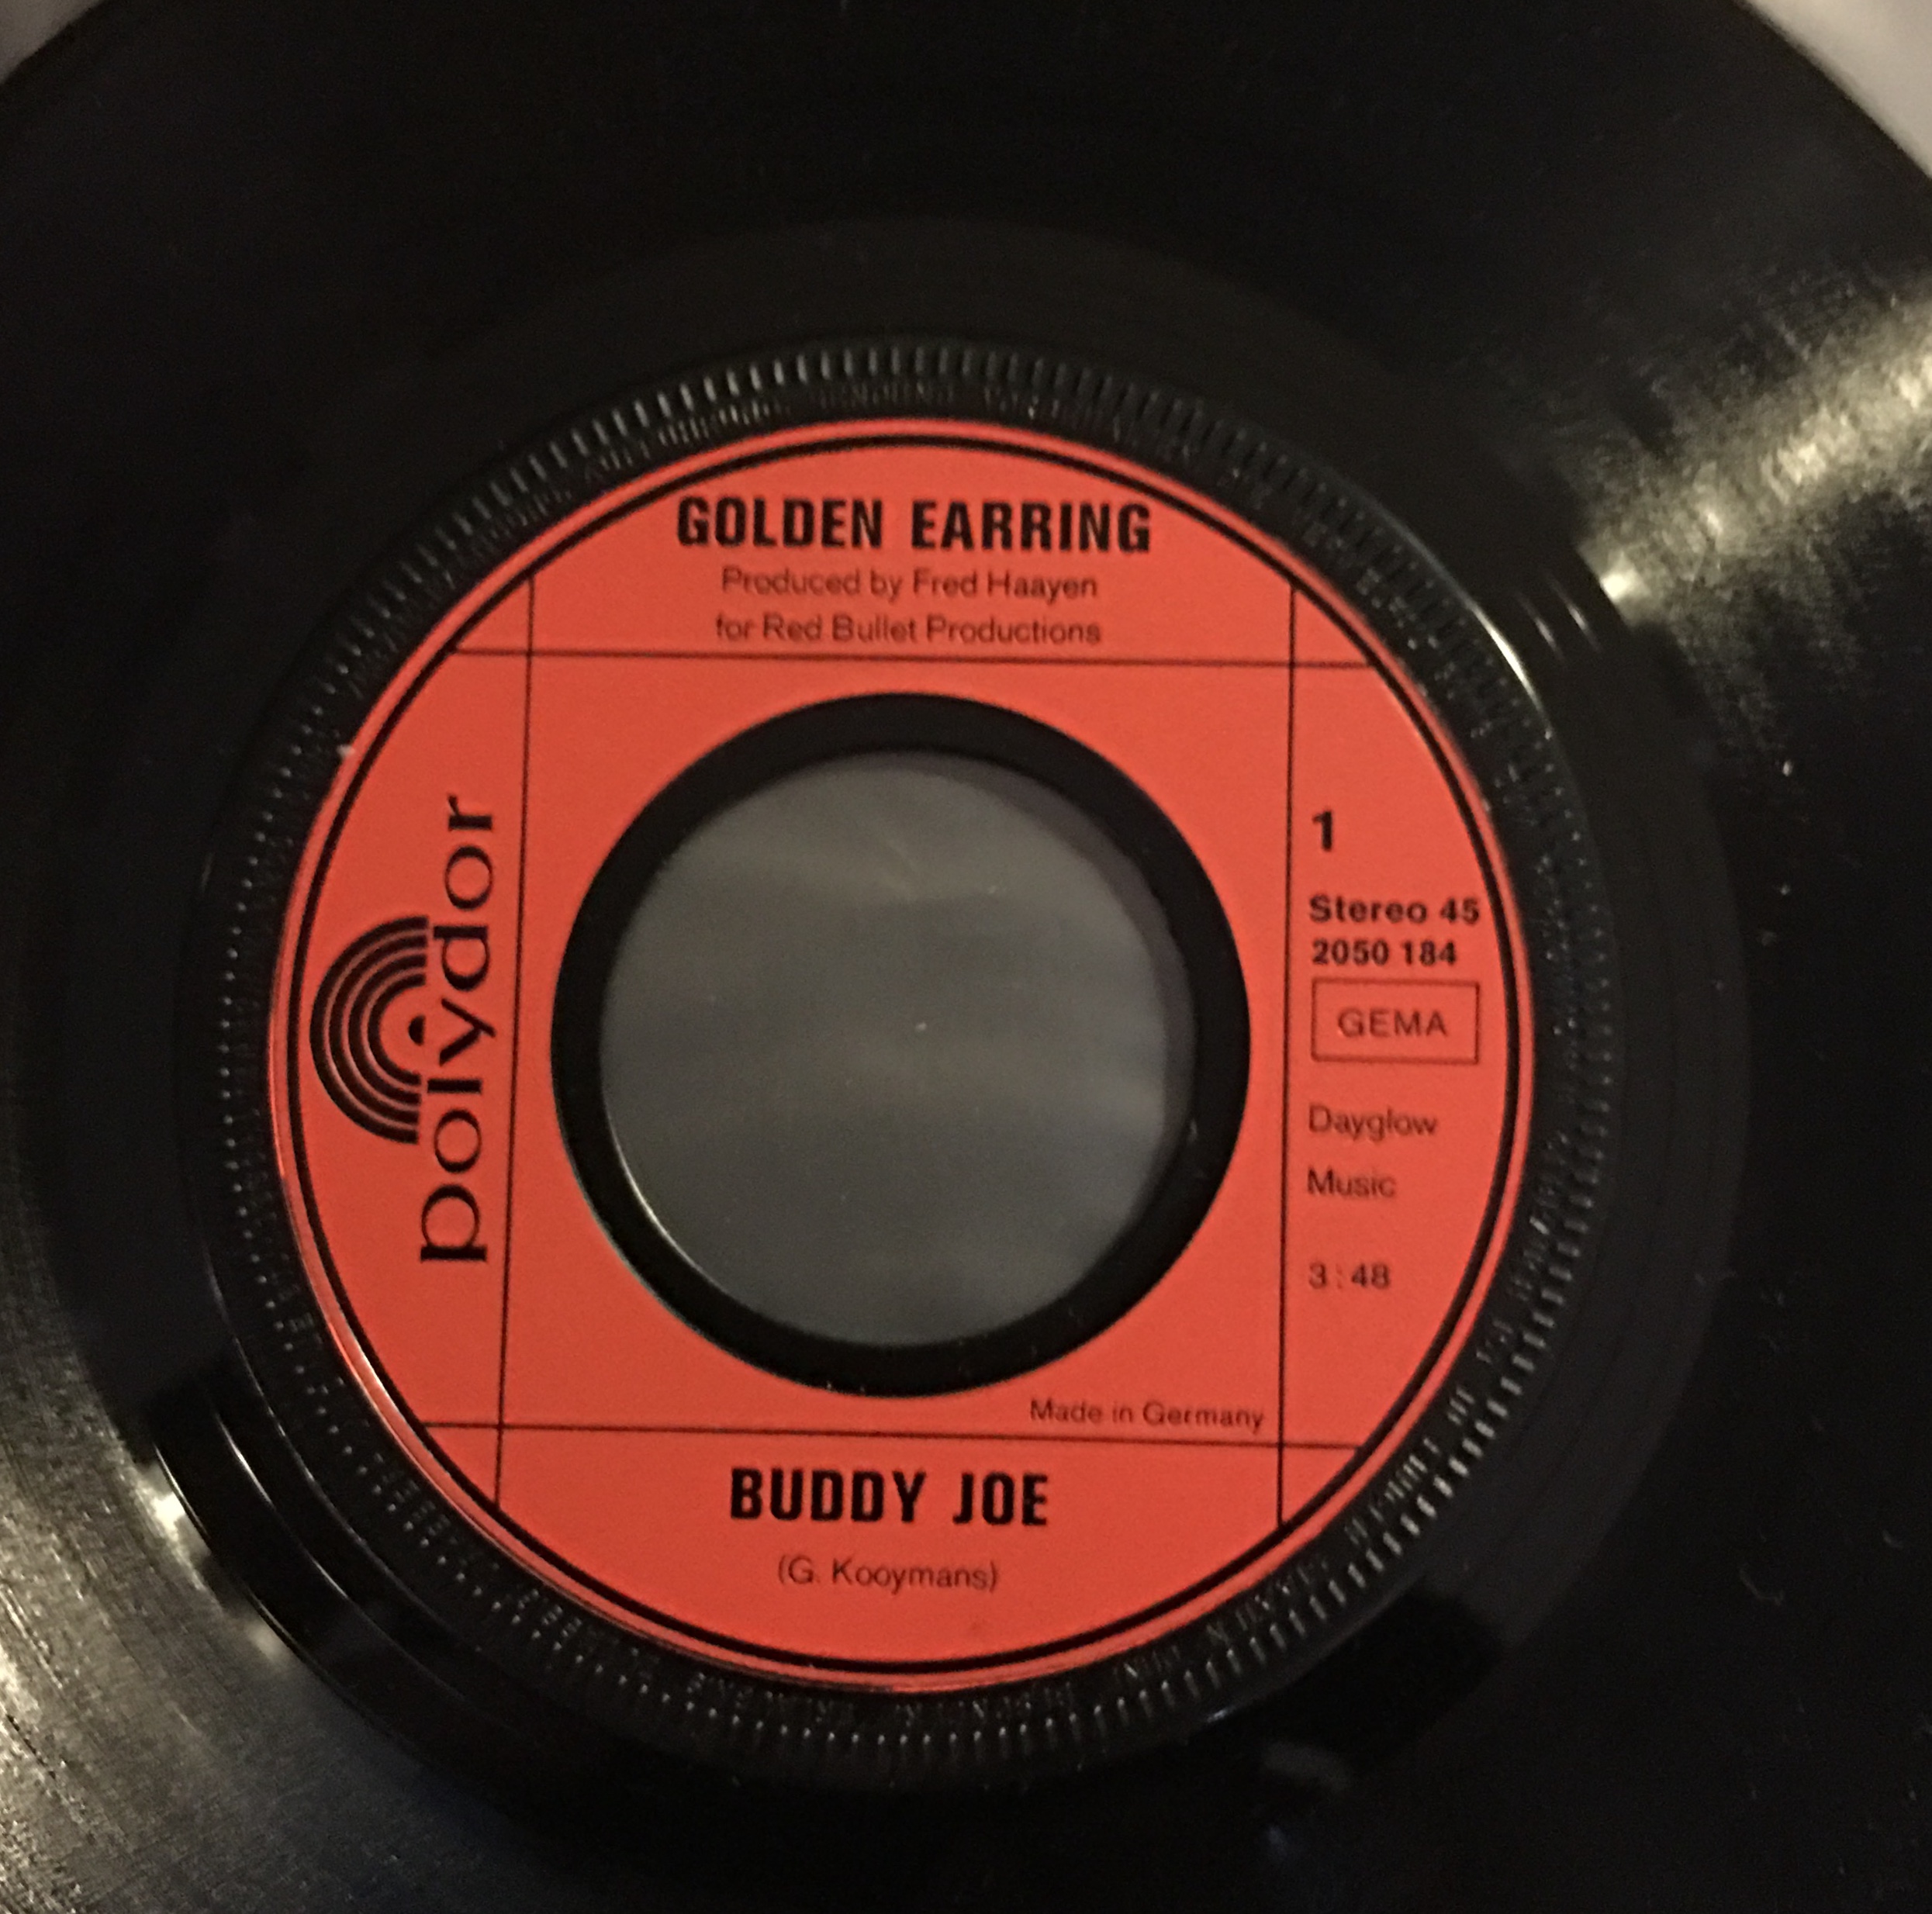 GOLDEN EARRING
Produced by Fred Haayen
for Red Bullet Productions
polydor
1
Stereo 45
2050 184
GEMA
Dayglow
Music
3:48
Made in Germany
BUDDY JOE
(G. Kooymans)